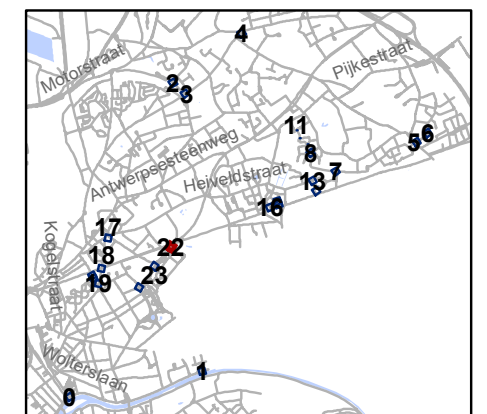 4
Motorstraat
Pijkestraat
2
3
11
6
5
Antwerpsesteenweg
8
7
Heiveldstraat
13
16
17
22
Kogelstraat
18
23
19
Wolterslaan
1
0